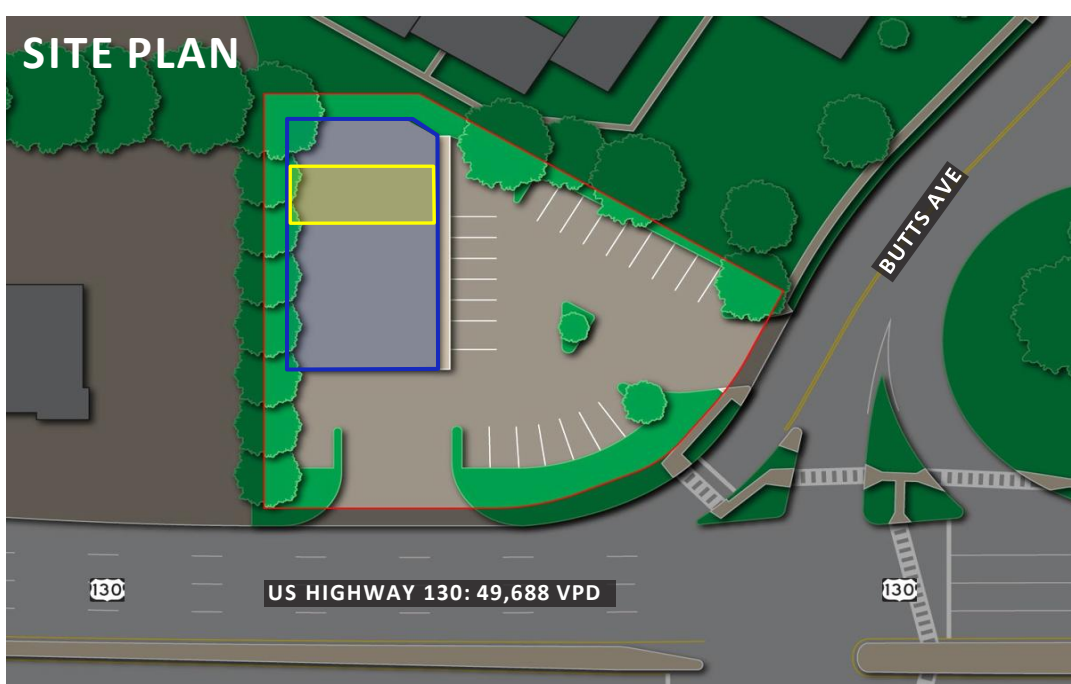 SITE PLAN
BUTTS AVE
130
US HIGHWAY 130: 49,688 VPD
130